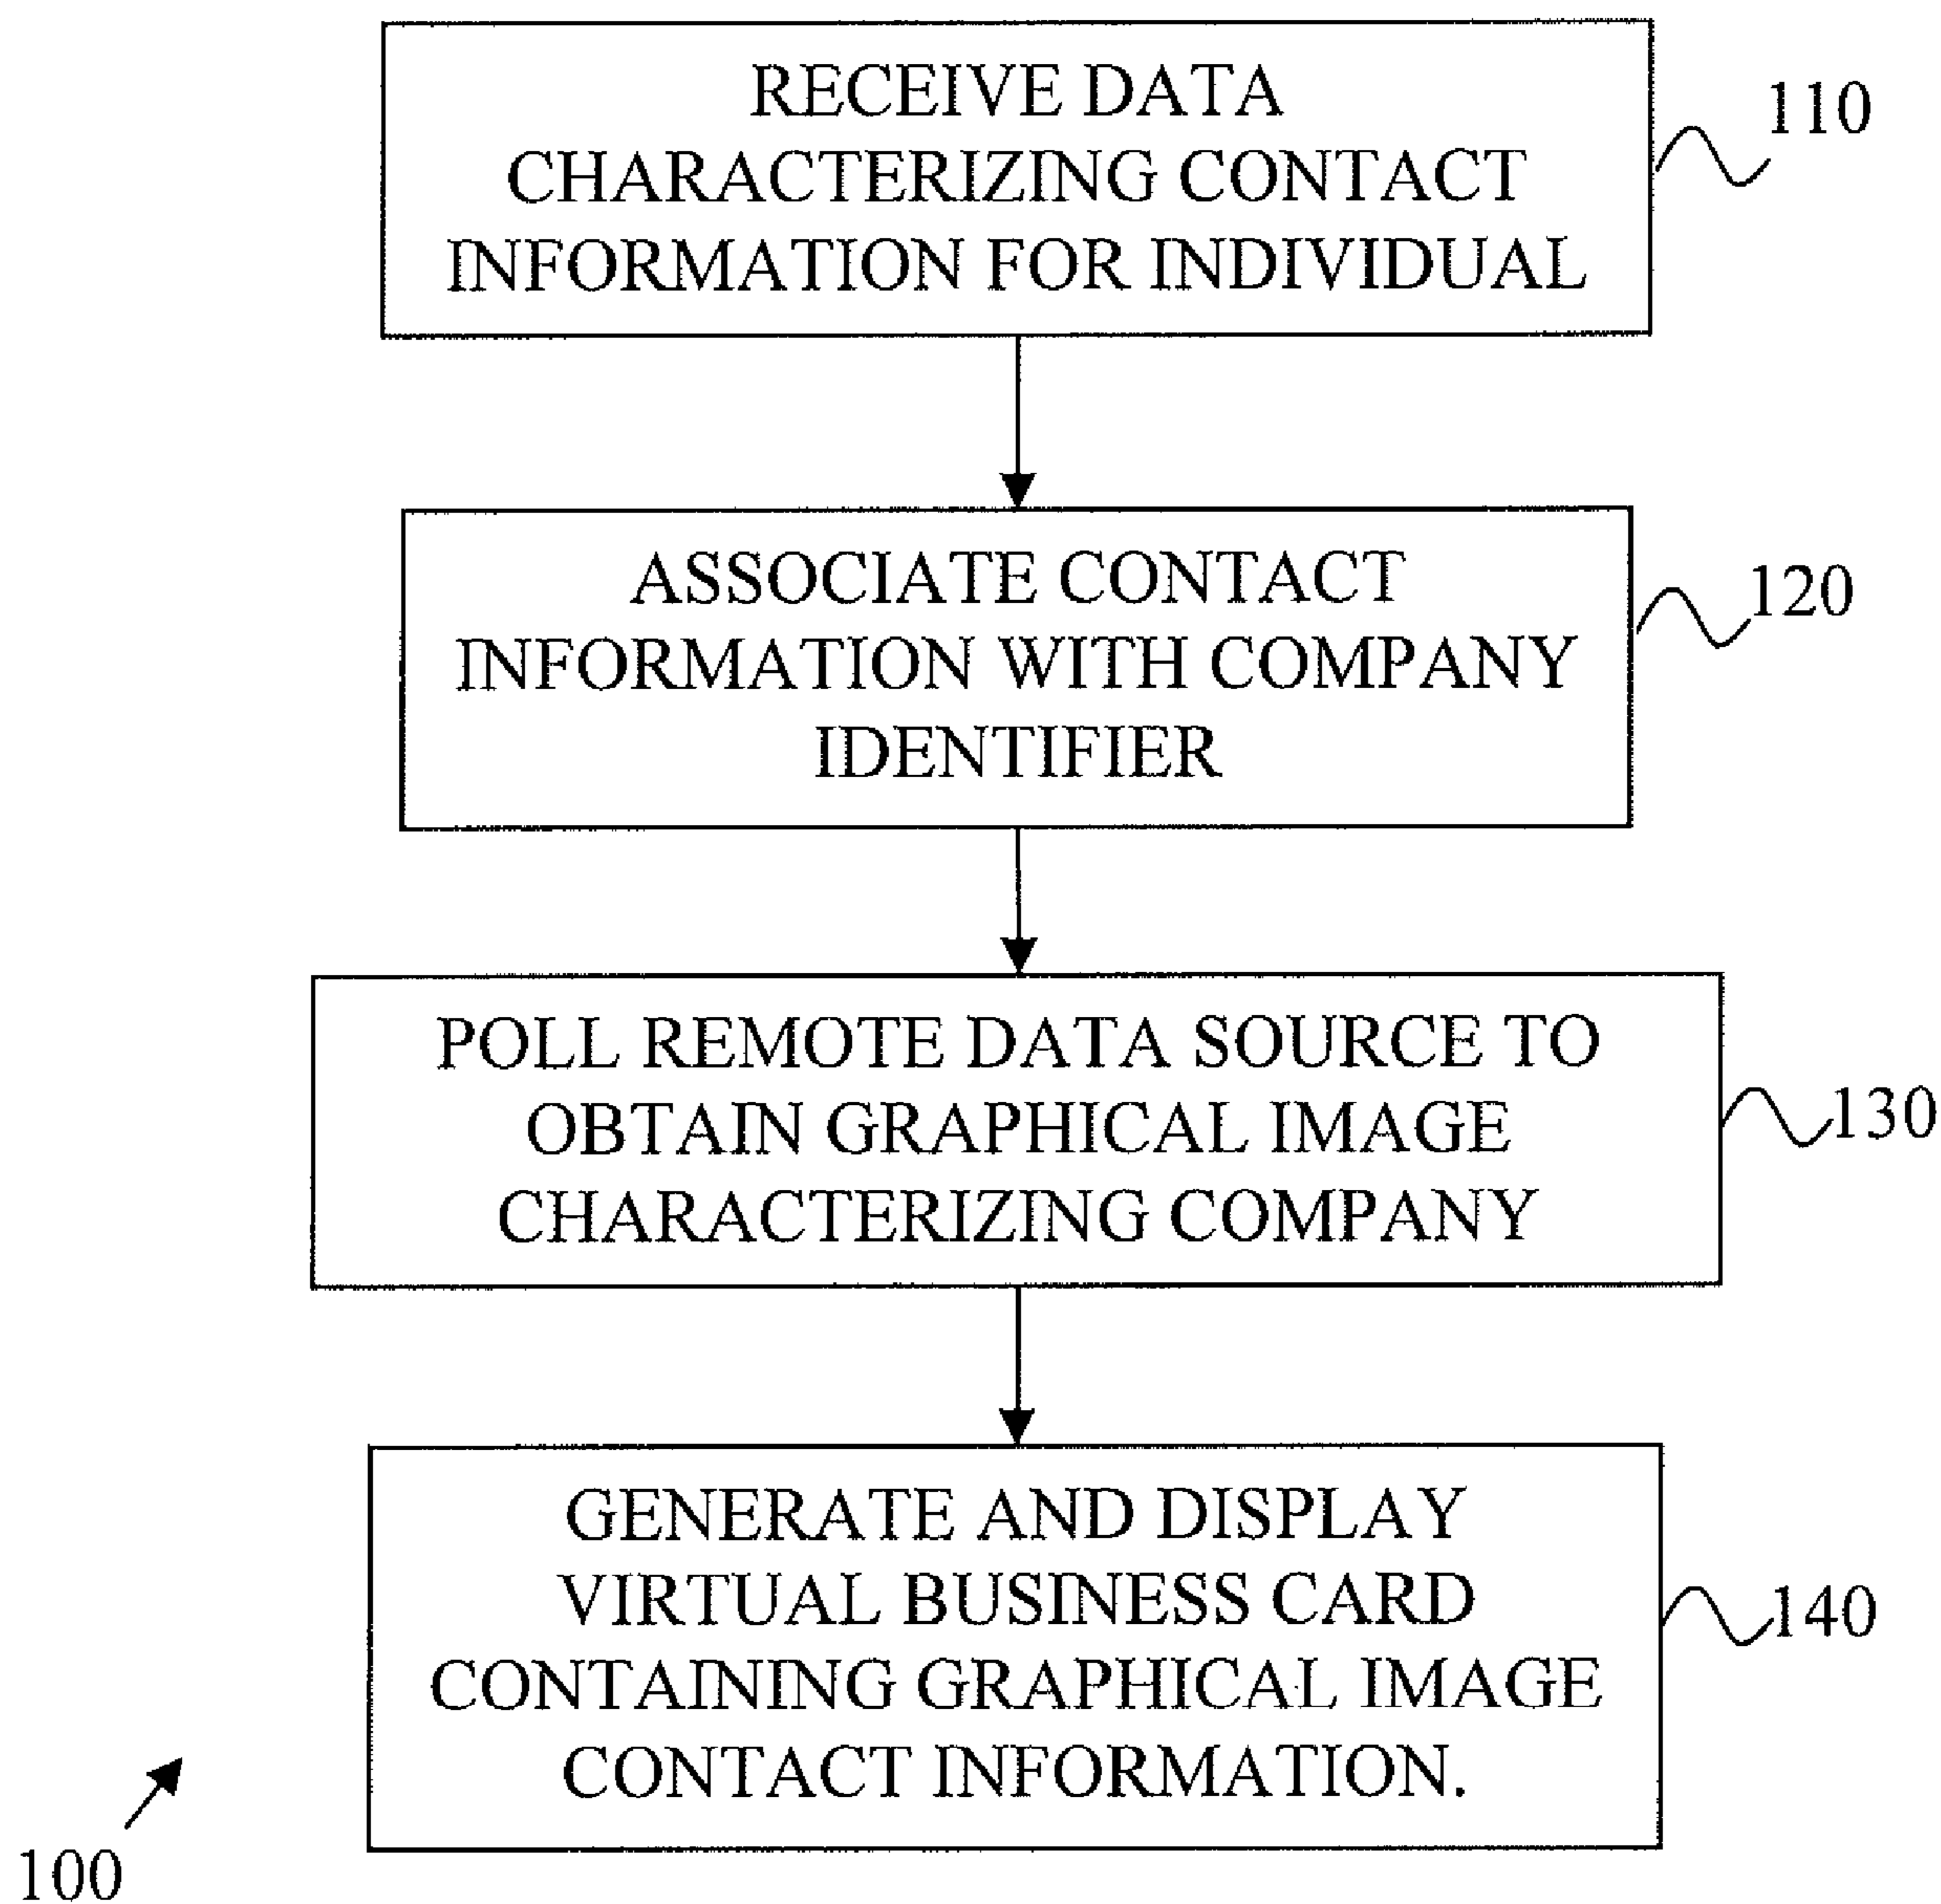 RECEIVE DATA
CHARACTERIZING CONTACT
INFORMATION FOR INDIVIDUAL
110
ASSOCIATE CONTACT
INFORMATION WITH COMPANY
IDENTIFIER
120
POLL REMOTE DATA SOURCE TO
OBTAIN GRAPHICAL IMAGE
CHARACTERIZING COMPANY
130
GENERATE AND DISPLAY
VIRTUAL BUSINESS CARD
CONTAINING GRAPHICAL IMAGE
CONTACT INFORMATION.
140
100